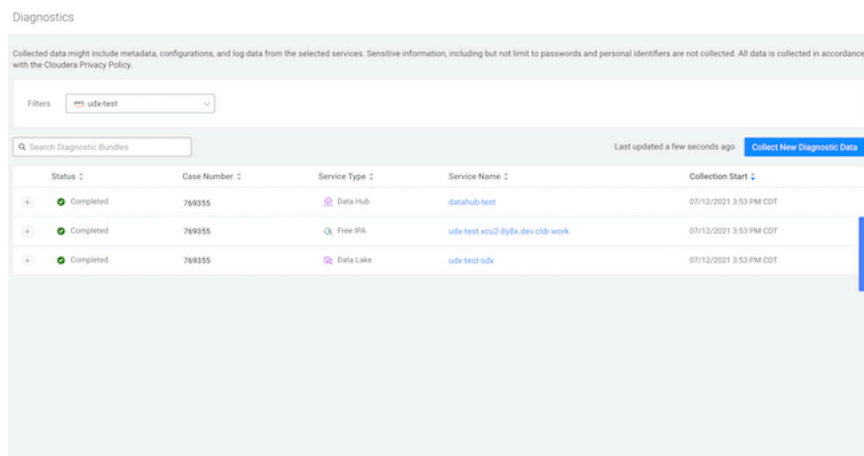 Diagnostics
Collected data might include metadata, configurations, and log data from the selected services. Sensitive information, including but not limit to passwords and personal identifiers are not collected. All data is collected in accordance
with the Cloudera Privacy Policy.
Filters aws udx-test
Search Diagnostic Bundles Last updated a few seconds ago Collect New Diagnostic Data
Status Case Number Service Type Service Name Collection Start
Completed 769355 Data Hub datahub-test 07/12/2021 3:53 PM CDT
Completed 769355 Free IPA udx-test.xcu2-8y8x.dev.cldr.work 07/12/2021 3:53 PM CDT
Completed 769355 Data Lake udx-test-sdx 07/12/2021 3:53 PM CDT